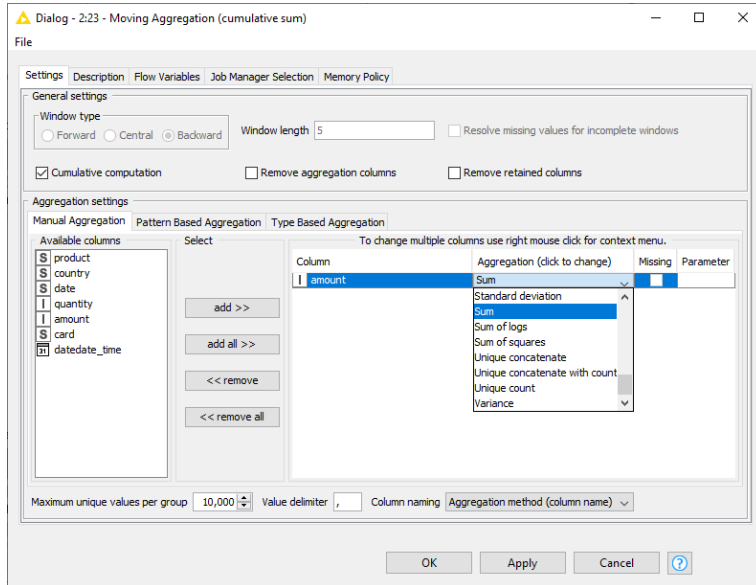 Dialog - 2:23 - Moving Aggregation (cumulative sum)
File
Settings Description Flow Variables Job Manager Selection Memory Policy
General settings
Window type
Forward Central Backward Window length 5 Resolve missing values for incomplete windows
Cumulative computation Remove aggregation columns Remove retained columns
Aggregation settings
Manual Aggregation Pattern Based Aggregation Type Based Aggregation
Available columns Select To change multiple columns use right mouse click for context menu.
S product
S country
S date
I quantity
I amount
S card
31 datedate_time
add >>
add all >>
<< remove
<< remove all
Column Aggregation (click to change) Missing Parameter
I amount Sum
Standard deviation
Sum
Sum of logs
Sum of squares
Unique concatenate
Unique concatenate with count
Unique count
Variance
Maximum unique values per group 10,000 Value delimiter , Column naming Aggregation method (column name)
OK Apply Cancel ?